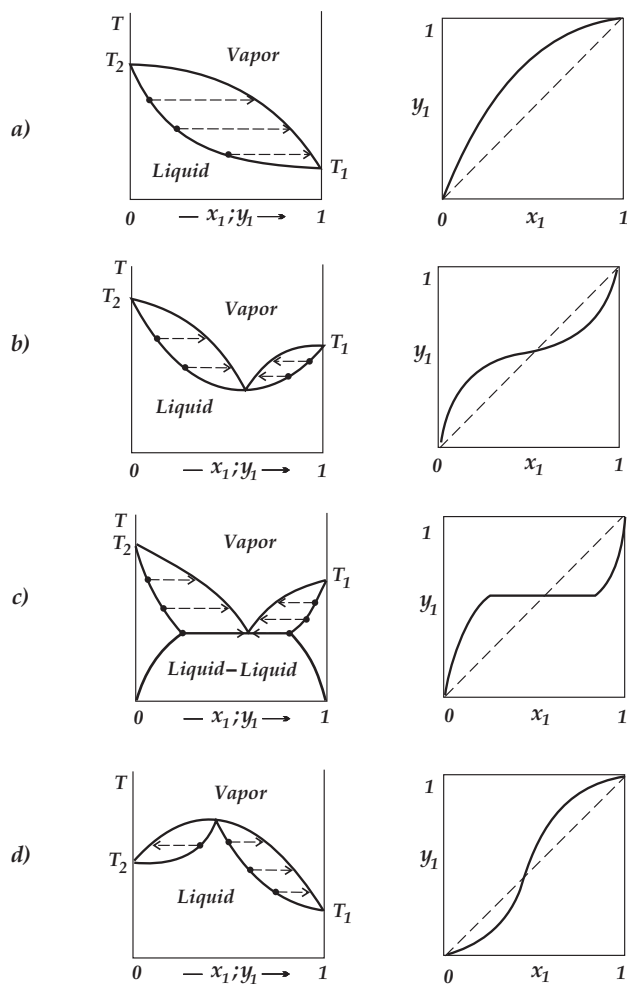 a)
T
T2
Vapor
Liquid
T1
0
x1;y1
1
1
y1
0
x1
1
b)
T
T2
Vapor
T1
Liquid
0
x1;y1
1
1
y1
0
x1
1
c)
T
T2
Vapor
T1
Liquid–Liquid
0
x1;y1
1
1
y1
0
x1
1
d)
T
Vapor
T2
Liquid
T1
0
x1;y1
1
1
y1
0
x1
1